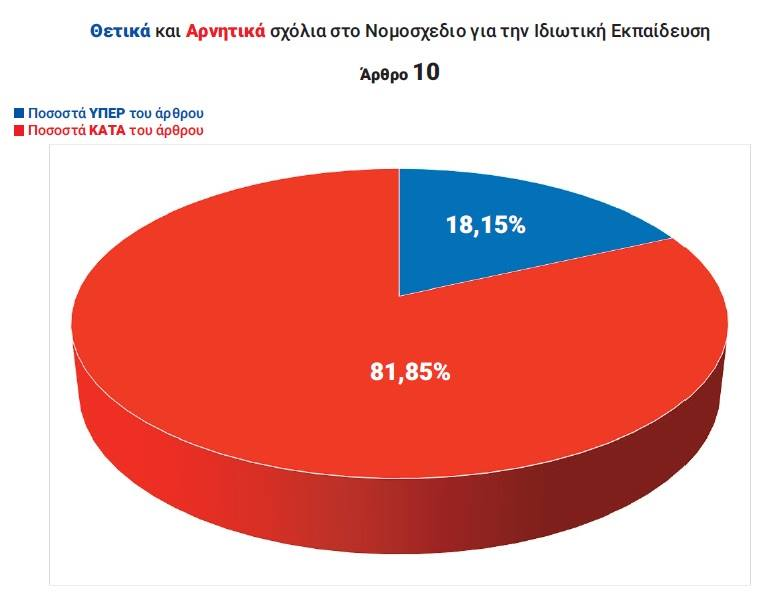 Θετικά και Αρνητικά σχόλια στο Νομοσχεδιο για την Ιδιωτική Εκπαίδευση
Άρθρο 10
Ποσοστά ΥΠΕΡ του άρθρου
Ποσοστά ΚΑΤΑ του άρθρου
18,15%
81,85%